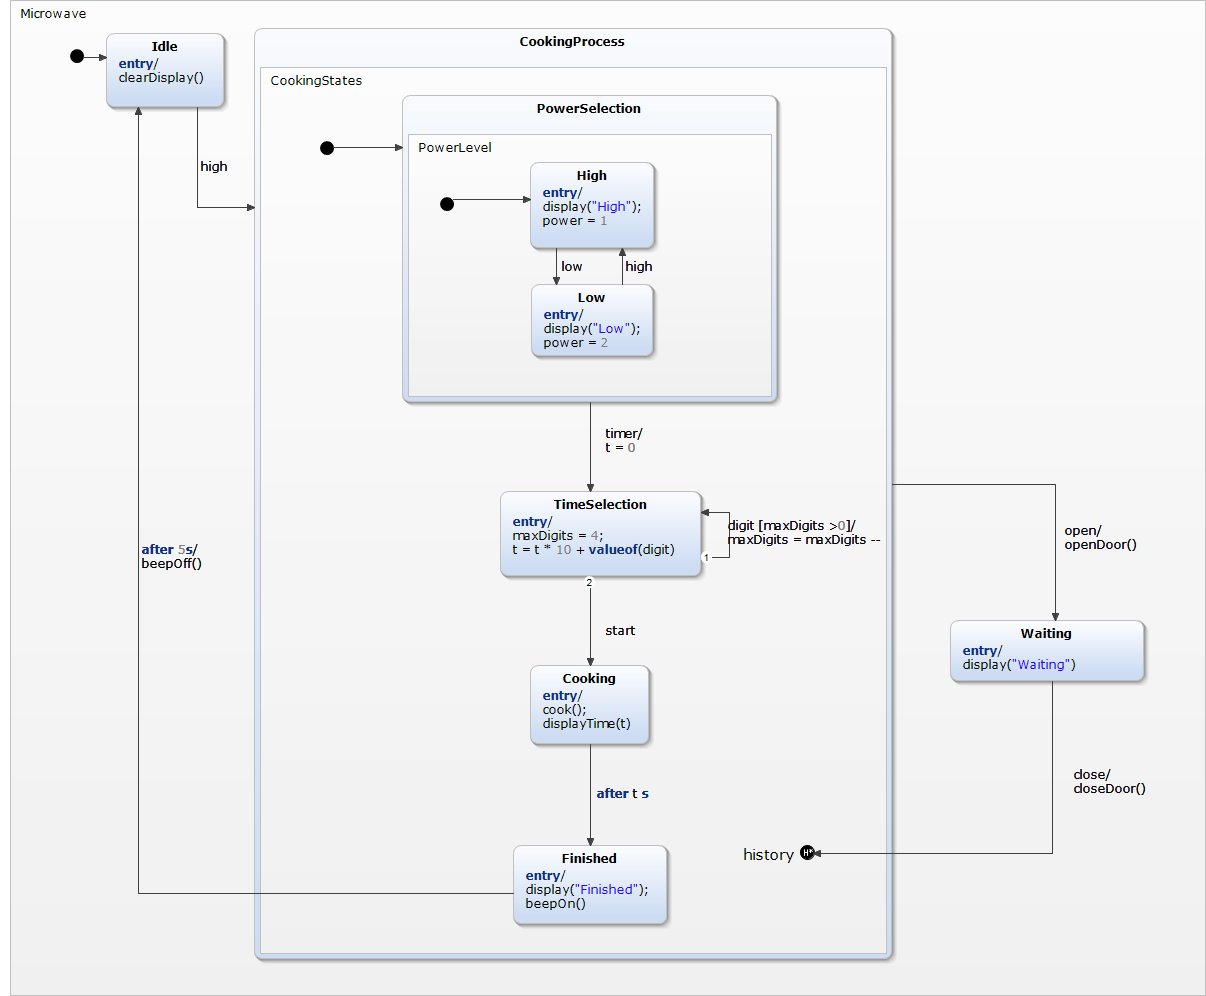 Microwave
Idle
entry/
clearDisplay()
high
CookingProcess
CookingStates
PowerSelection
PowerLevel
High
entry/
display("High");
power = 1
low
high
Low
entry/
display("Low");
power = 2
timer/
t = 0
TimeSelection
entry/
maxDigits = 4;
t = t * 10 + valueof(digit)
digit [maxDigits >0]/
maxDigits = maxDigits --
1
2
start
Cooking
entry/
cook();
displayTime(t)
after t s
Finished
entry/
display("Finished");
beepOn()
after 5s/
beepOff()
open/
openDoor()
Waiting
entry/
display("Waiting")
close/
closeDoor()
history
H*